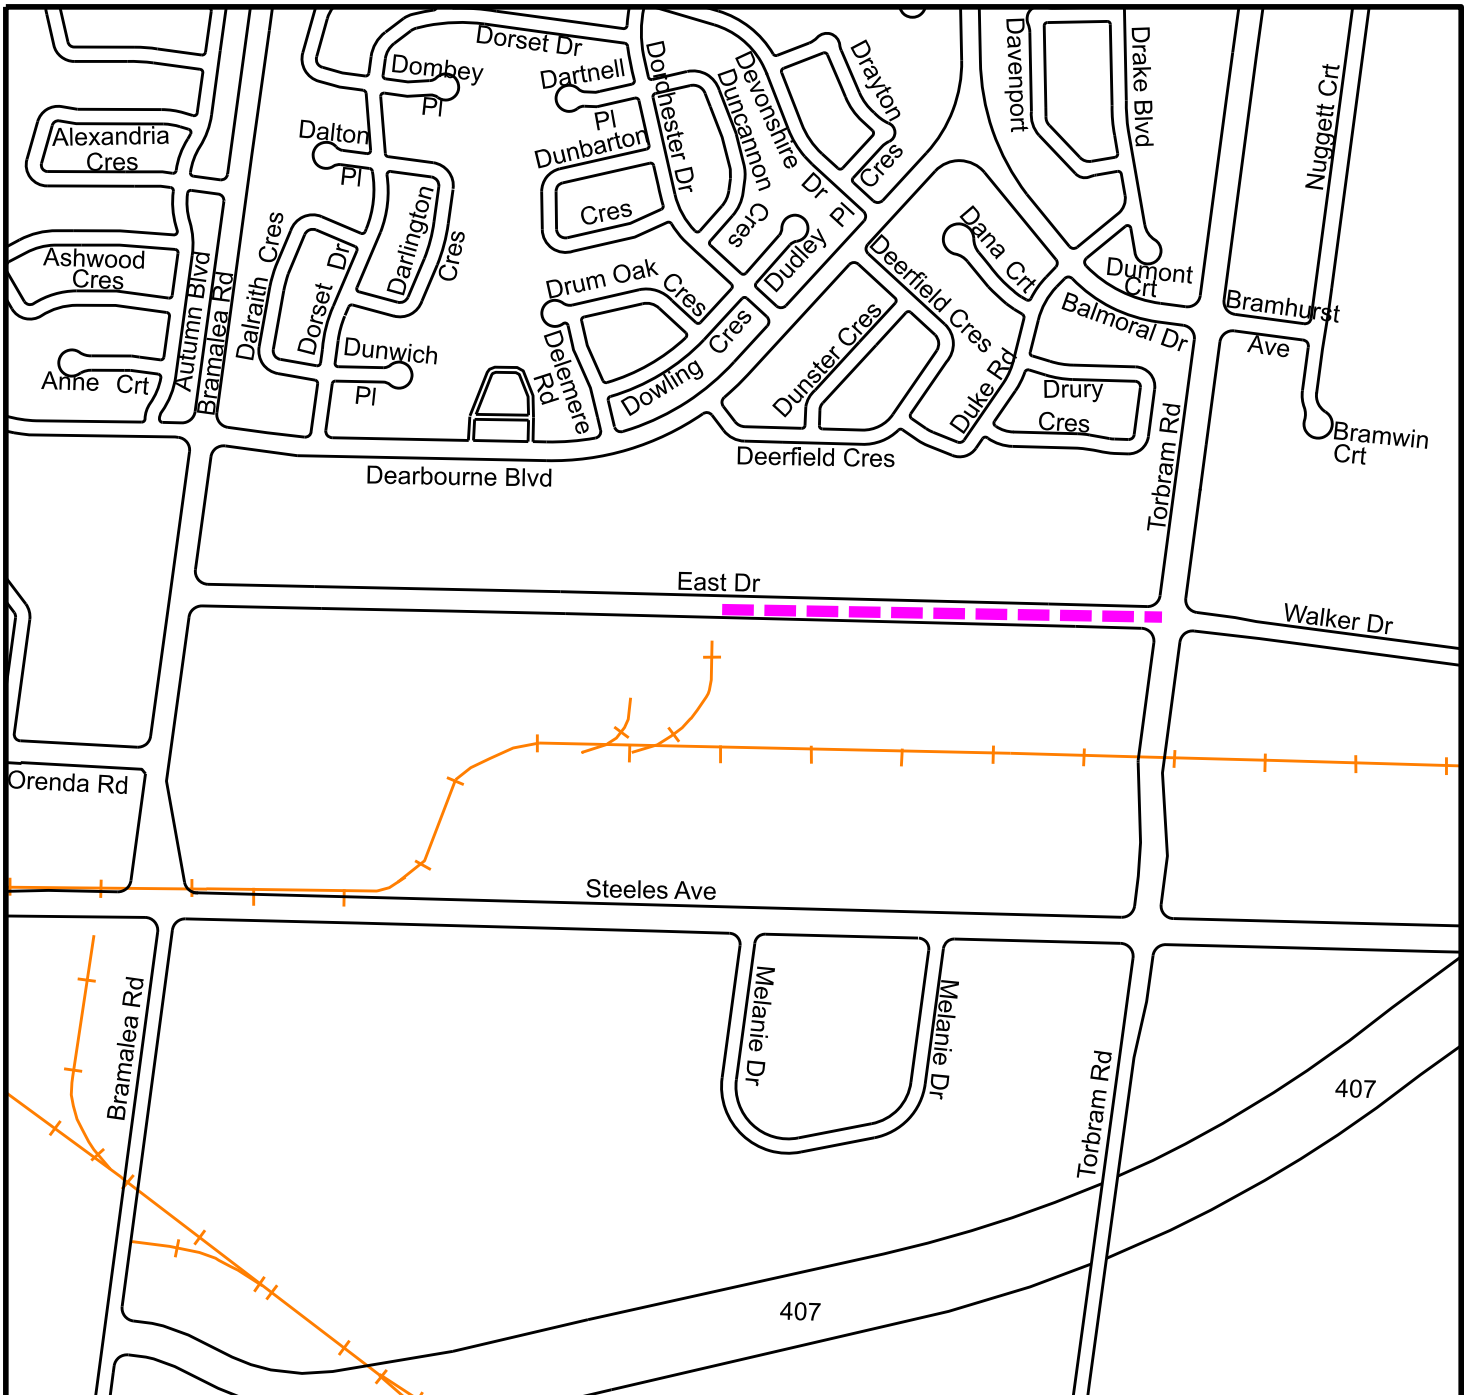 Dorset Dr
Dombey
Pl
Dartnell
Pl
Dorchester Dr
Devonshire
Dr
Duncannon
Cres
Drayton
Cres
Davenport
Drake Blvd
Nuggett Crt
Alexandria
Cres
Dalton
Pl
Dunbarton
Cres
Darlington
Cres
Dudley
Pl
Dana Crt
Dumont
Crt
Ashwood
Cres
Autumn Blvd
Bramalea Rd
Dalraith Cres
Dorset Dr
Drum Oak
Cres
Deerfield Cres
Balmoral Dr
Bramhurst
Ave
Anne Crt
Dunwich
Pl
Delemere
Rd
Dowling Cres
Dunster Cres
Duke Rd
Drury
Cres
Torbram Rd
Bramwin
Crt
Dearbourne Blvd
Deerfield Cres
East Dr
Walker Dr
Orenda Rd
Steeles Ave
Bramalea Rd
Melanie Dr
Melanie Dr
Torbram Rd
407
407